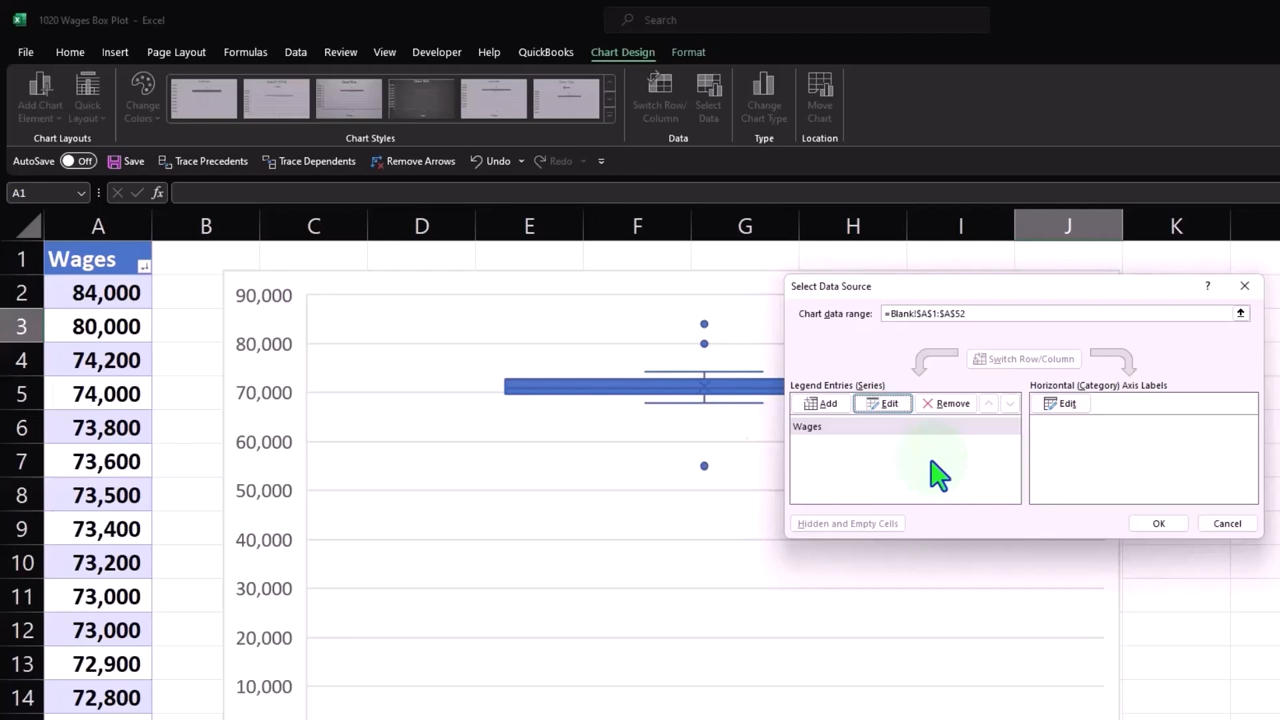 1020 Wages Box Plot - Excel
Search
File Home Insert Page Layout Formulas Data Review View Developer Help QuickBooks Chart Design Format
Add Chart Element
Quick Layout
Change Colors
Switch Row/ Column
Select Data
Change Chart Type
Move Chart
Chart Layouts Chart Styles Data Type Location
AutoSave Off Save Trace Precedents Trace Dependents Remove Arrows Undo Redo
A1 fx
A B C D E F G H I J K
1 Wages
2 84,000
3 80,000
4 74,200
5 74,000
6 73,800
7 73,600
8 73,500
9 73,400
10 73,200
11 73,000
12 73,000
13 72,900
14 72,800
90,000
80,000
70,000
60,000
50,000
40,000
30,000
20,000
10,000
Select Data Source ?
Chart data range: =Blank!$A$1:$A$52
Switch Row/Column
Legend Entries (Series) Horizontal (Category) Axis Labels
Add Edit Remove Edit
Wages
Hidden and Empty Cells OK Cancel